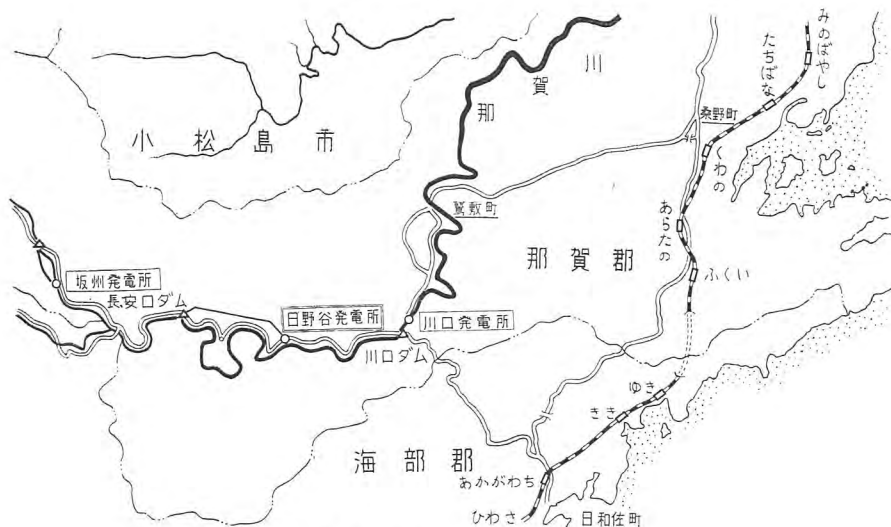 みのばやし
たちばな
那賀川
桑野町
小松島市
くわの
鷲敷町
あらたの
那賀郡
ふくい
坂州発電所
長安口ダム
日野谷発電所
川口発電所
川口ダム
ゆき
きき
海部郡
あかがわち
ひわさ
日和佐町